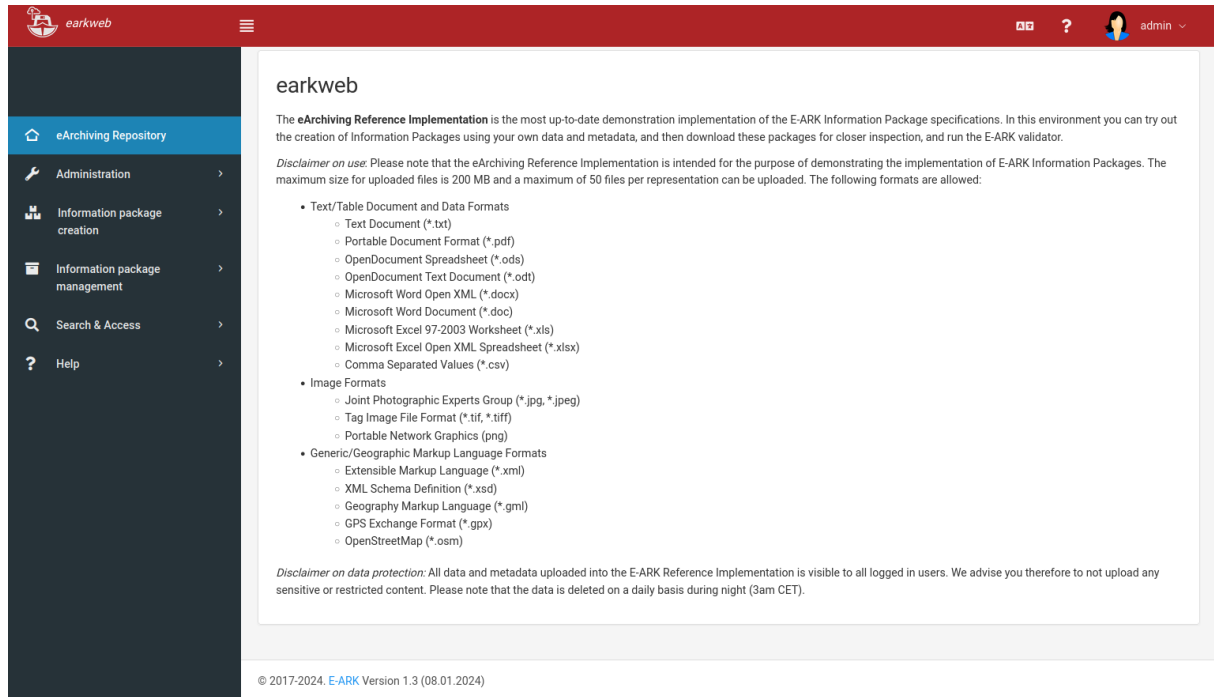 earkweb
admin
eArchiving Repository
Administration
Information package
creation
Information package
management
Search & Access
Help
earkweb
The eArchiving Reference Implementation is the most up-to-date demonstration implementation of the E-ARK Information Package specifications. In this environment you can try out
the creation of Information Packages using your own data and metadata, and then download these packages for closer inspection, and run the E-ARK validator.
Disclaimer on use: Please note that the eArchiving Reference Implementation is intended for the purpose of demonstrating the implementation of E-ARK Information Packages. The
maximum size for uploaded files is 200 MB and a maximum of 50 files per representation can be uploaded. The following formats are allowed:
• Text/Table Document and Data Formats
◦ Text Document (*.txt)
◦ Portable Document Format (*.pdf)
◦ OpenDocument Spreadsheet (*.ods)
◦ OpenDocument Text Document (*.odt)
◦ Microsoft Word Open XML (*.docx)
◦ Microsoft Word Document (*.doc)
◦ Microsoft Excel 97-2003 Worksheet (*.xls)
◦ Microsoft Excel Open XML Spreadsheet (*.xlsx)
◦ Comma Separated Values (*.csv)
• Image Formats
◦ Joint Photographic Experts Group (*.jpg, *.jpeg)
◦ Tag Image File Format (*.tif, *.tiff)
◦ Portable Network Graphics (png)
• Generic/Geographic Markup Language Formats
◦ Extensible Markup Language (*.xml)
◦ XML Schema Definition (*.xsd)
◦ Geography Markup Language (*.gml)
◦ GPS Exchange Format (*.gpx)
◦ OpenStreetMap (*.osm)
Disclaimer on data protection: All data and metadata uploaded into the E-ARK Reference Implementation is visible to all logged in users. We advise you therefore to not upload any
sensitive or restricted content. Please note that the data is deleted on a daily basis during night (3am CET).
© 2017-2024. E-ARK Version 1.3 (08.01.2024)